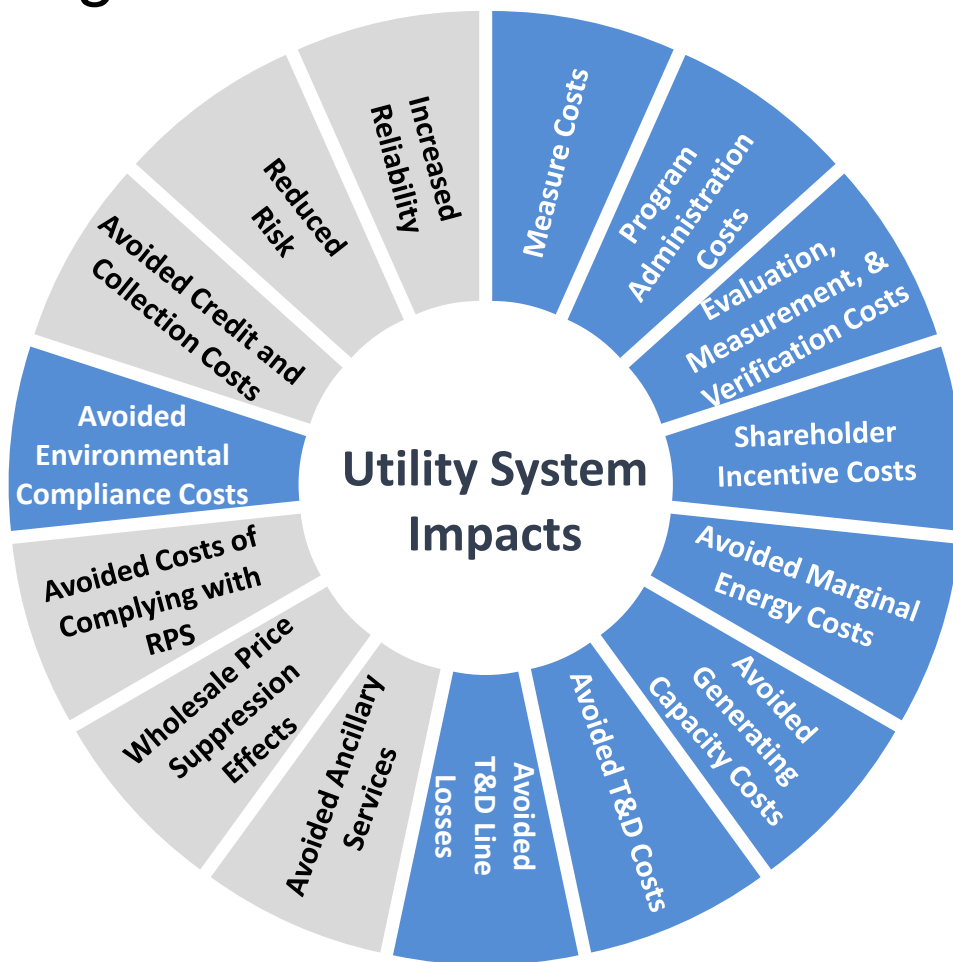 Utility System
Impacts
Measure Costs
Program
Administration
Costs
Evaluation,
Measurement, &
Verification Costs
Shareholder
Incentive Costs
Avoided Marginal
Energy Costs
Avoided
Generating
Capacity Costs
Avoided T&D Costs
Avoided
T&D Line
Losses
Avoided Ancillary
Services
Wholesale Price
Suppression
Effects
Avoided Costs of
Complying with
RPS
Avoided
Environmental
Compliance Costs
Avoided Credit and
Collection Costs
Reduced
Risk
Increased
Reliability